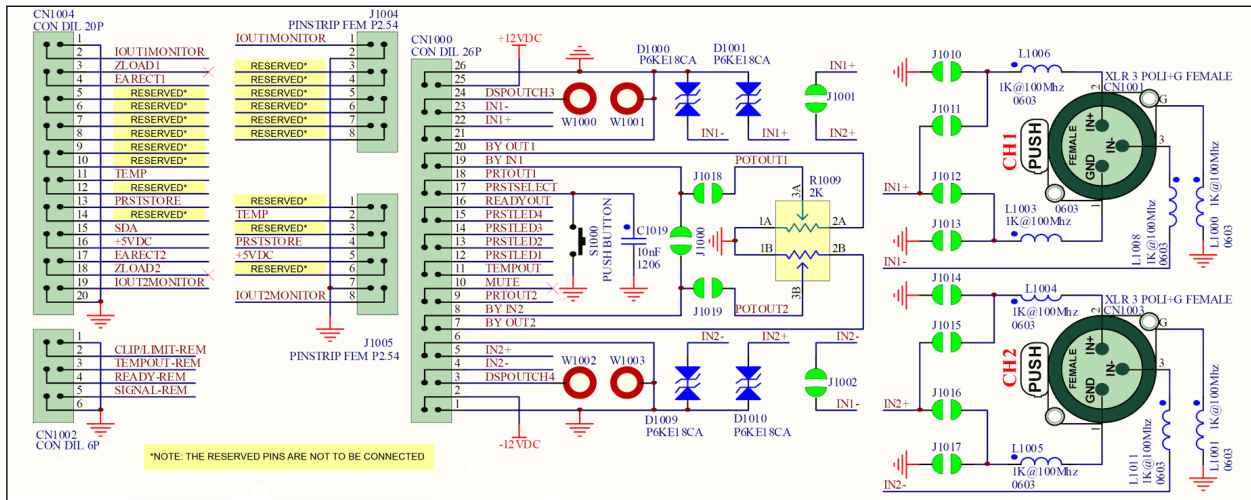 CN1004
CON DIL 20P
1
2 IOUT1MONITOR
3 ZLOAD1
4 EARECT1
5 RESERVED*
6 RESERVED*
7 RESERVED*
8 RESERVED*
9 RESERVED*
10 RESERVED*
11 TEMP
12 RESERVED*
13 PRSTSTORE
14 RESERVED*
15 SDA
16 +5VDC
17 EARECT2
18 ZLOAD2
19 IOUT2MONITOR
20
1
2 CLIP/LIMIT-REM
3 TEMPOUT-REM
4 READY-REM
5 SIGNAL-REM
6
CN1002
CON DIL 6P
*NOTE: THE RESERVED PINS ARE NOT TO BE CONNECTED
J1004
PINSTRIP FEM P2.54
IOUT1MONITOR 1
2
RESERVED* 3
RESERVED* 4
RESERVED* 5
RESERVED* 6
RESERVED* 7
RESERVED* 8
RESERVED* 1
TEMP 2
RESERVED* 3
PRSTSTORE 4
+5VDC 5
RESERVED* 6
7
IOUT2MONITOR 8
J1005
PINSTRIP FEM P2.54
CN1000
CON DIL 26P
+12VDC
26
25
24 DSPOUTCH3
23 IN1-
22 IN1+
21
20 BY OUT1
19 BY IN1
18 PRTOUT1
17 PRSTSELECT
16 READYOUT
15 PRSTLED4
14 PRSTLED3
13 PRSTLED2
12 PRSTLED1
11 TEMPOUT
10 MUTE
9 PRTOUT2
8 BY IN2
7 BY OUT2
6
5 IN2+
4 IN2-
3 DSPOUTCH4
2
1
-12VDC
W1000
W1001
D1000
P6KE18CA
D1001
P6KE18CA
IN1-
IN1+
IN1+
J1001
IN2+
S1000
PUSH BUTTON
C1019
10nF
1206
J1000
J1018
J1019
POTOUT1
R1009
2K
3A
1A
2A
1B
2B
3B
POTOUT2
W1002
W1003
IN2-
IN2+
D1009
P6KE18CA
D1010
P6KE18CA
IN2-
J1002
IN1-
J1010
J1011
IN1+
J1012
J1013
IN1-
L1006
1K@100Mhz
0603
L1003
0603
1K@100Mhz
XLR 3 POLI+G FEMALE
CN1001
CH1
PUSH
FEMALE
IN+
IN-
GND
2
G
3
1
L1008
1K@100Mhz
0603
L1000
1K@100Mhz
0603
J1014
J1015
IN2+
J1016
J1017
IN2-
L1004
1K@100Mhz
0603
L1005
1K@100Mhz
0603
XLR 3 POLI+G FEMALE
CN1003
CH2
PUSH
FEMALE
IN+
IN-
GND
2
G
3
1
L1011
1K@100Mhz
0603
L1001
1K@100Mhz
0603